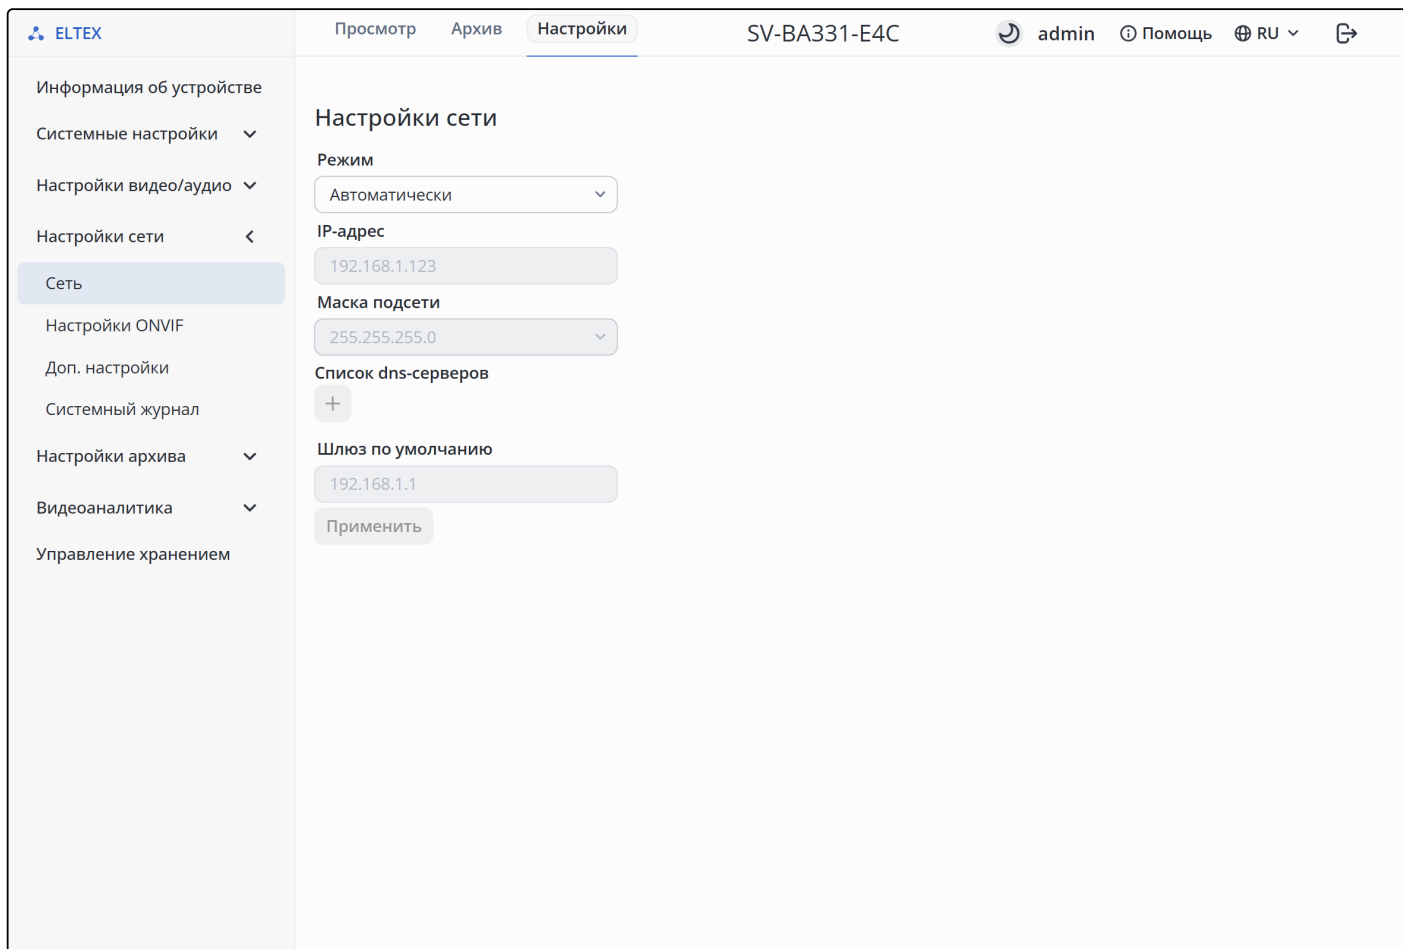 ELTEX
Просмотр
Архив
Настройки
SV-BA331-E4C
admin
Помощь
RU
Информация об устройстве
Системные настройки
Настройки видео/аудио
Настройки сети
Сеть
Настройки ONVIF
Доп. настройки
Системный журнал
Настройки архива
Видеоаналитика
Управление хранением
Настройки сети
Режим
Автоматически
IP-адрес
192.168.1.123
Маска подсети
255.255.255.0
Список dns-серверов
Шлюз по умолчанию
192.168.1.1
Применить